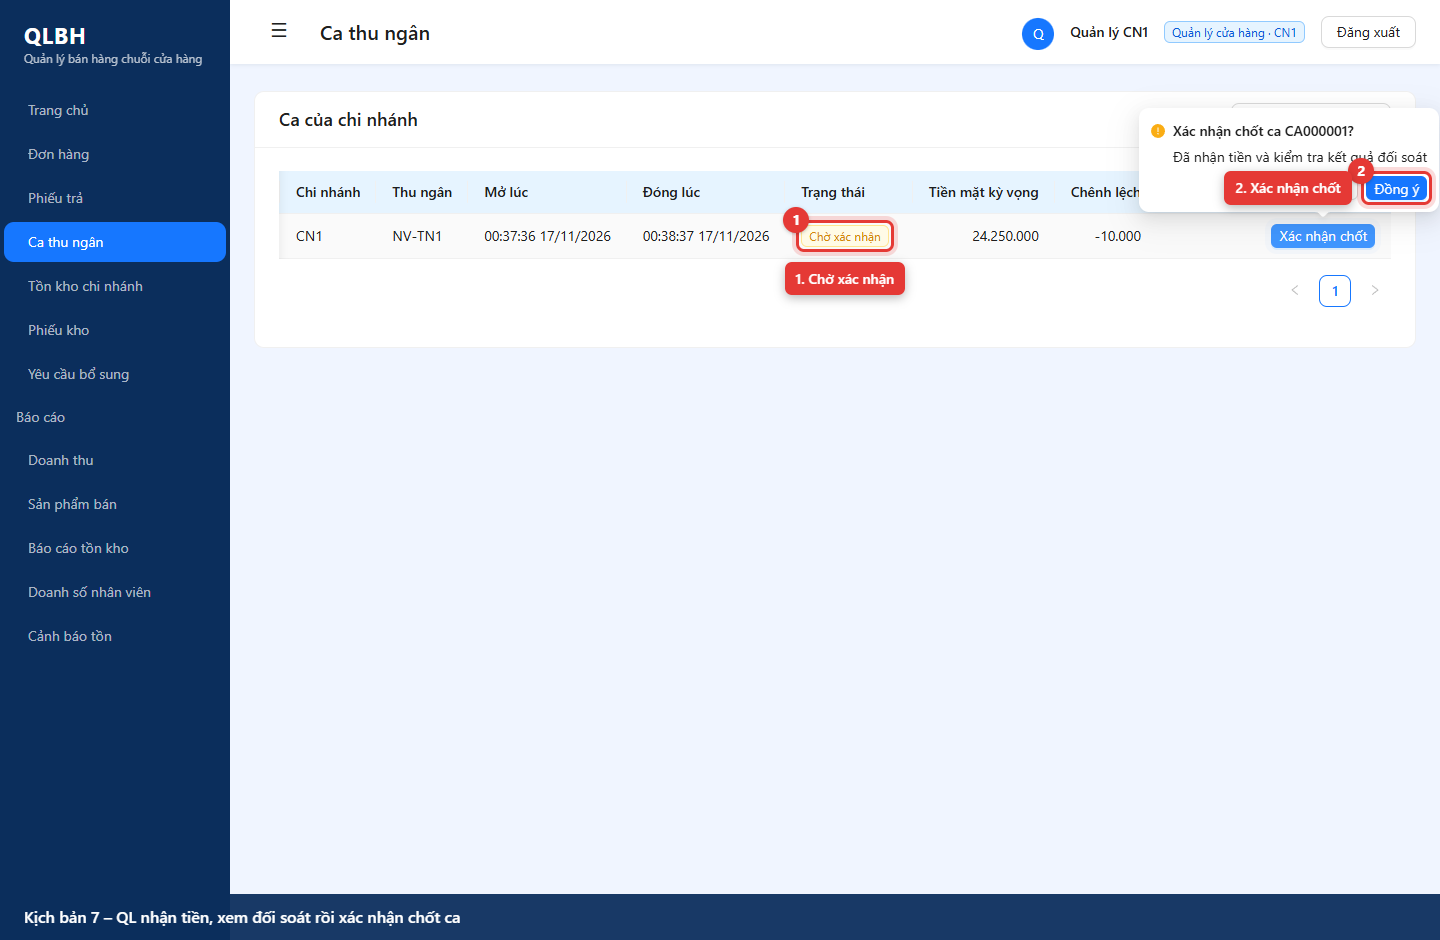 QLBH
Quản lý bán hàng chuỗi cửa hàng
Trang chủ
Đơn hàng
Phiếu trả
Ca thu ngân
Tồn kho chi nhánh
Phiếu kho
Yêu cầu bổ sung
Báo cáo
Doanh thu
Sản phẩm bán
Báo cáo tồn kho
Doanh số nhân viên
Cảnh báo tồn
Ca thu ngân
Q
Quản lý CN1
Quản lý cửa hàng · CN1
Đăng xuất
Ca của chi nhánh
Xác nhận chốt ca CA000001?
Đã nhận tiền và kiểm tra kết quả đối soát
2
2. Xác nhận chốt
Đồng ý
Chi nhánh Thu ngân Mở lúc Đóng lúc Trạng thái Tiền mặt kỳ vọng Chênh lệch
1
CN1 NV-TN1 00:37:36 17/11/2026 00:38:37 17/11/2026 Chờ xác nhận 24.250.000 -10.000 Xác nhận chốt
1. Chờ xác nhận
1
Kịch bản 7 – QL nhận tiền, xem đối soát rồi xác nhận chốt ca